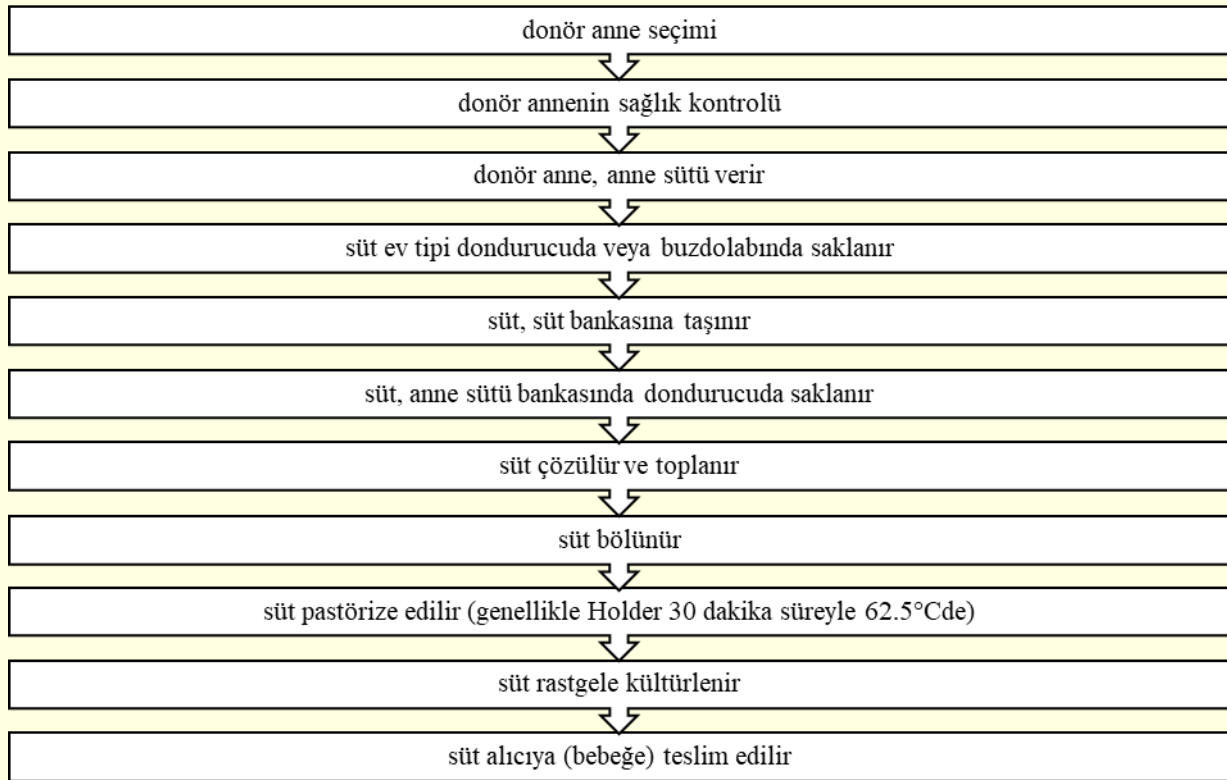 donör anne seçimi
donör annenin sağlık kontrolü
donör anne, anne sütü verir
süt ev tipi dondurucuda veya buzdolabında saklanır
süt, süt bankasına taşınır
süt, anne sütü bankasında dondurucuda saklanır
süt çözülür ve toplanır
süt bölünür
süt pastörize edilir (genellikle Holder 30 dakika süreyle 62.5°Cde)
süt rastgele kültürlenir
süt alıcıya (bebeğe) teslim edilir